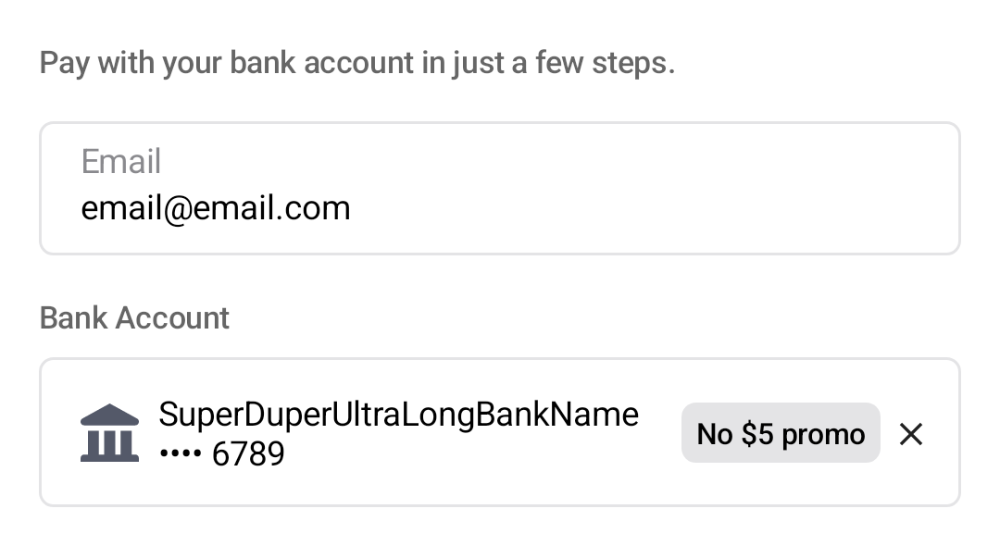 Pay with your bank account in just a few steps.
Email
email@email.com
Bank Account
SuperDuperUltraLongBankName
•••• 6789
No $5 promo